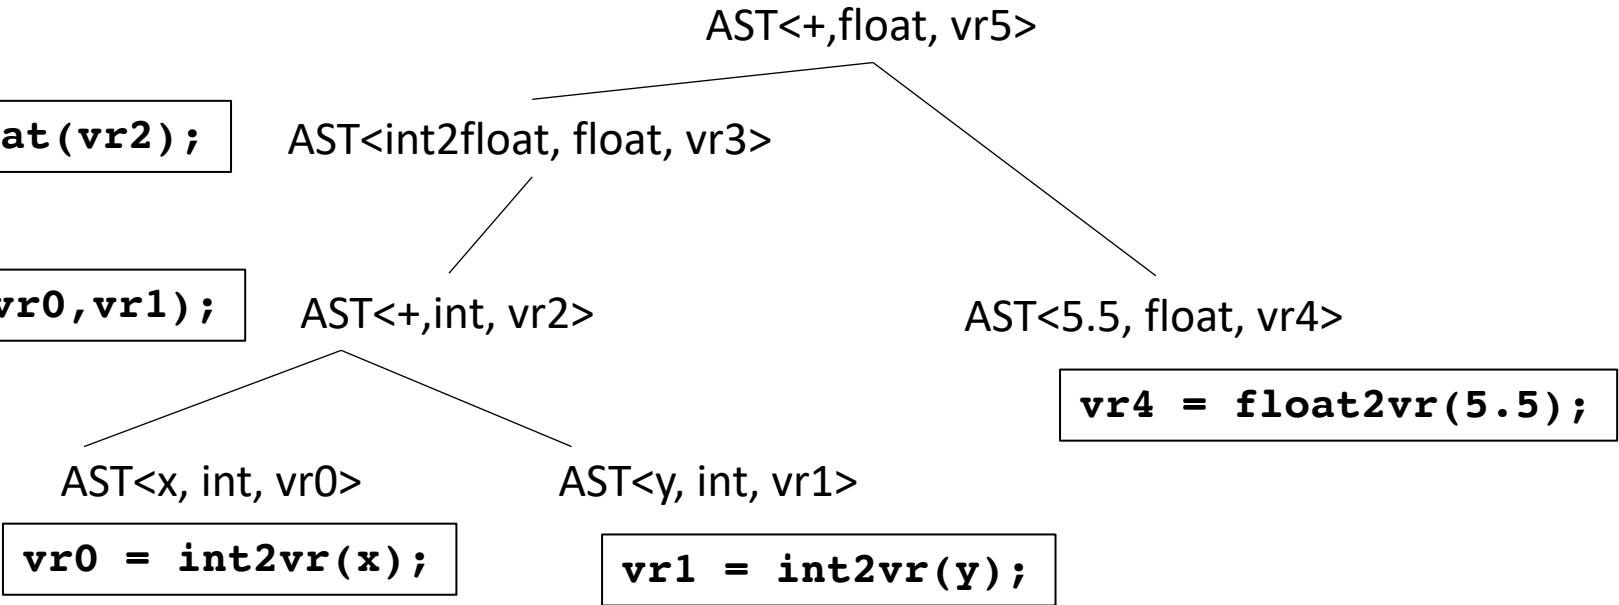 AST<+,float, vr5>
at(vr2);
AST<int2float, float, vr3>
vr0,vr1);
AST<+,int, vr2>
AST<5.5, float, vr4>
vr4 = float2vr(5.5);
AST<x, int, vr0>
AST<y, int, vr1>
vr0 = int2vr(x);
vr1 = int2vr(y);